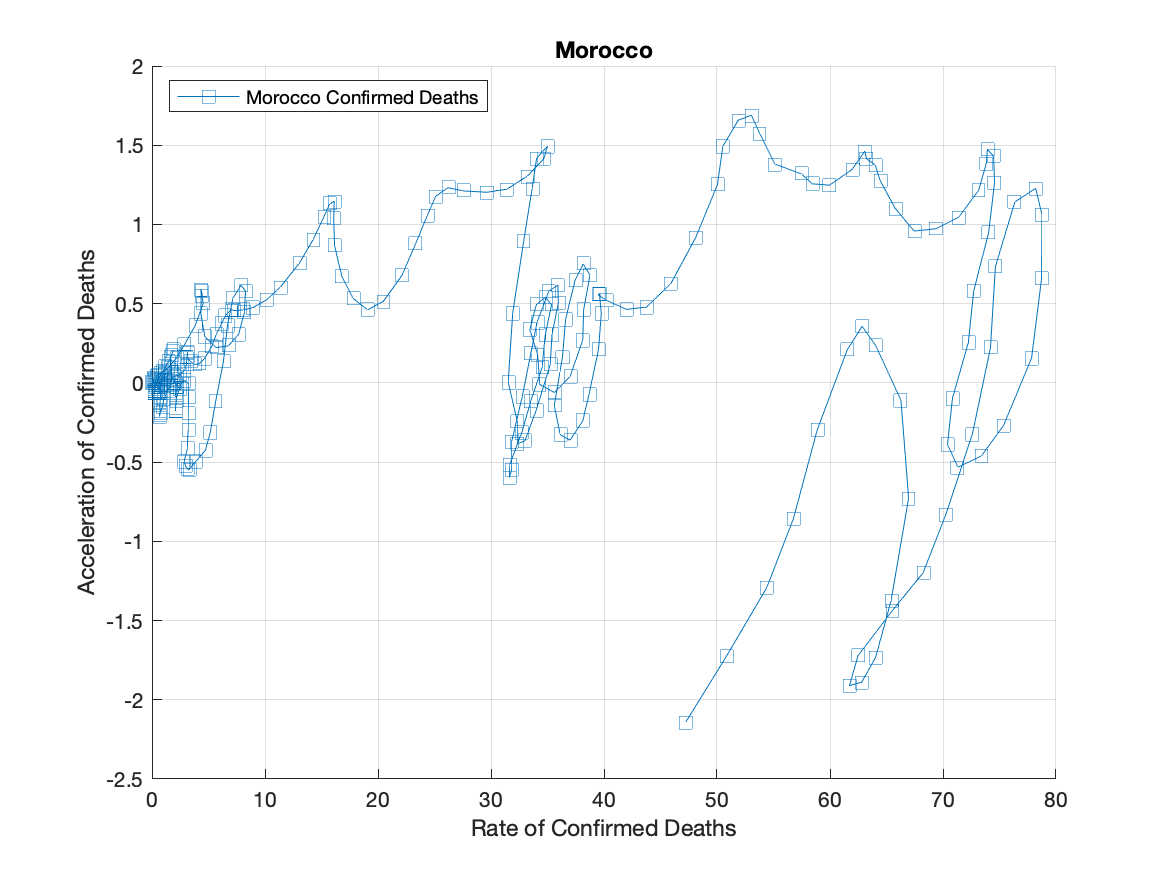 Morocco
Morocco Confirmed Deaths
2
1.5
1
0.5
0
-0.5
-1
-1.5
-2
-2.5
Acceleration of Confirmed Deaths
0 10 20 30 40 50 60 70 80
Rate of Confirmed Deaths